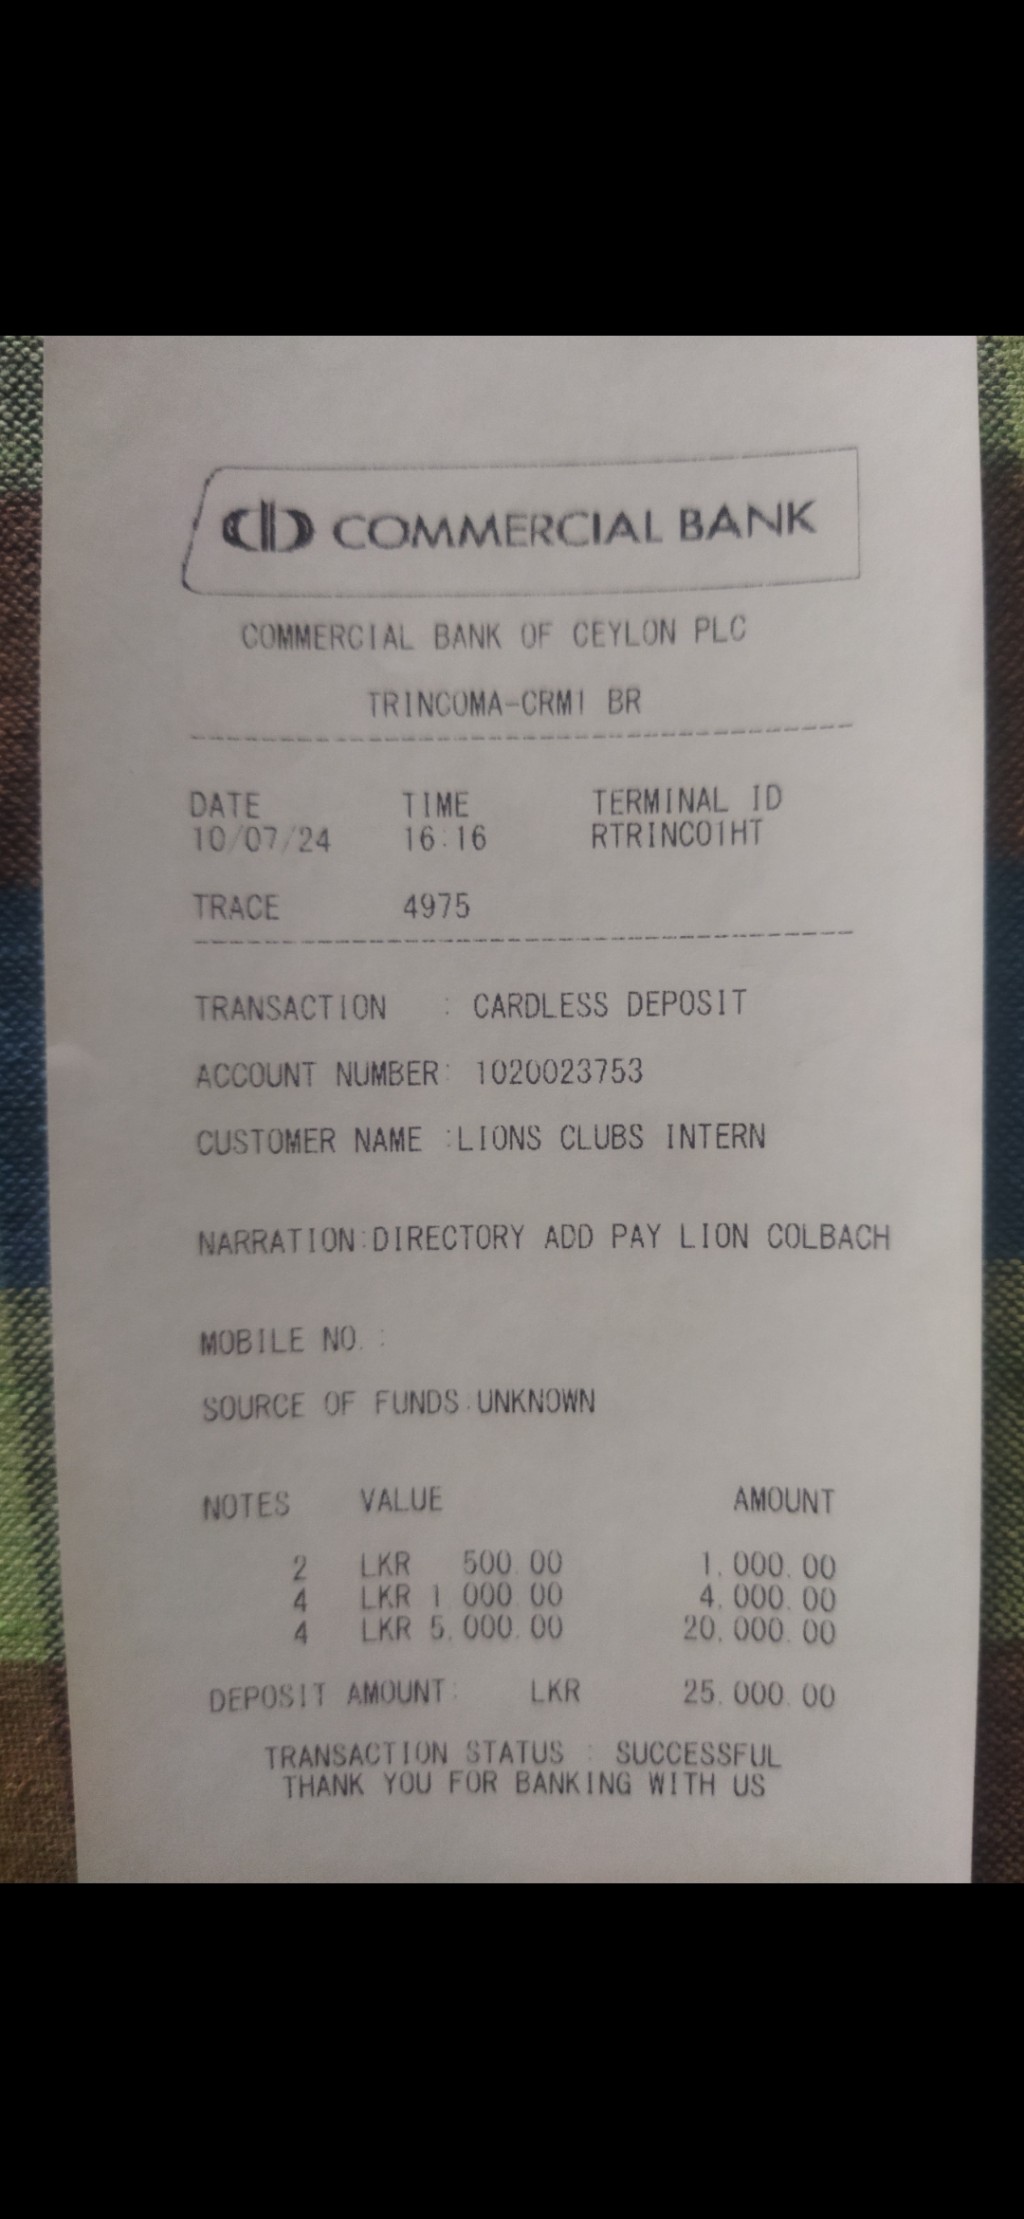 COMMERCIAL BANK
COMMERCIAL BANK OF CEYLON PLC
TRINCOMA-CRM1 BR
DATE TIME TERMINAL ID
10/07/24 16:16 RTRINCO1HT
TRACE 4975
TRANSACTION : CARDLESS DEPOSIT
ACCOUNT NUMBER: 1020023753
CUSTOMER NAME :LIONS CLUBS INTERN
NARRATION:DIRECTORY ADD PAY LION COLBACH
MOBILE NO. :
SOURCE OF FUNDS:UNKNOWN
NOTES VALUE AMOUNT
2 LKR 500.00 1,000.00
4 LKR 1,000.00 4,000.00
4 LKR 5,000.00 20,000.00
DEPOSIT AMOUNT: LKR 25,000.00
TRANSACTION STATUS : SUCCESSFUL
THANK YOU FOR BANKING WITH US